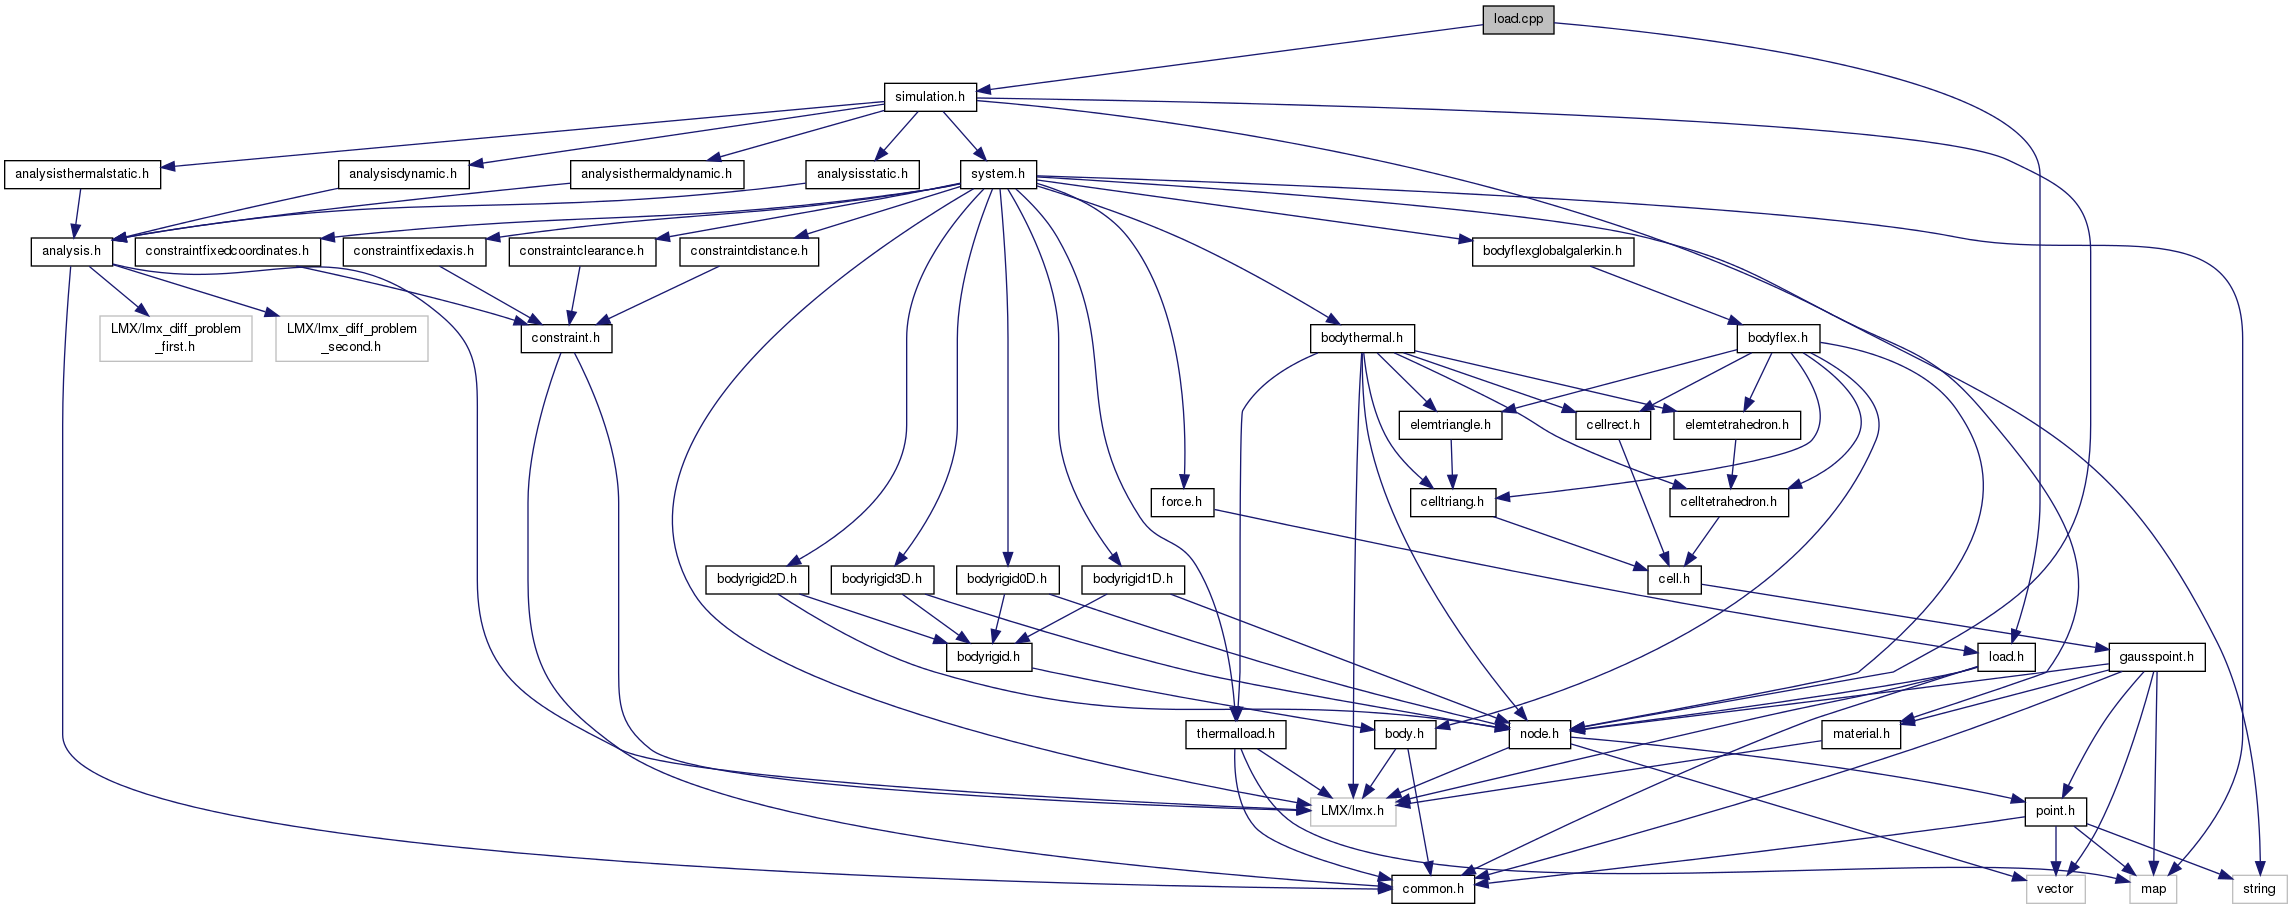 load.cpp
simulation.h
analysisthermalstatic.h
analysisdynamic.h
analysisthermaldynamic.h
analysisstatic.h
system.h
analysis.h
constraintfixedcoordinates.h
constraintfixedaxis.h
constraintclearance.h
constraintdistance.h
bodyflexglobalgalerkin.h
LMX/lmx_diff_problem
_first.h
LMX/lmx_diff_problem
_second.h
constraint.h
bodythermal.h
bodyflex.h
elemtriangle.h
cellrect.h
elemtetrahedron.h
force.h
celltriang.h
celltetrahedron.h
bodyrigid2D.h
bodyrigid3D.h
bodyrigid0D.h
bodyrigid1D.h
cell.h
bodyrigid.h
load.h
gausspoint.h
thermalload.h
body.h
node.h
material.h
LMX/lmx.h
point.h
common.h
vector
map
string